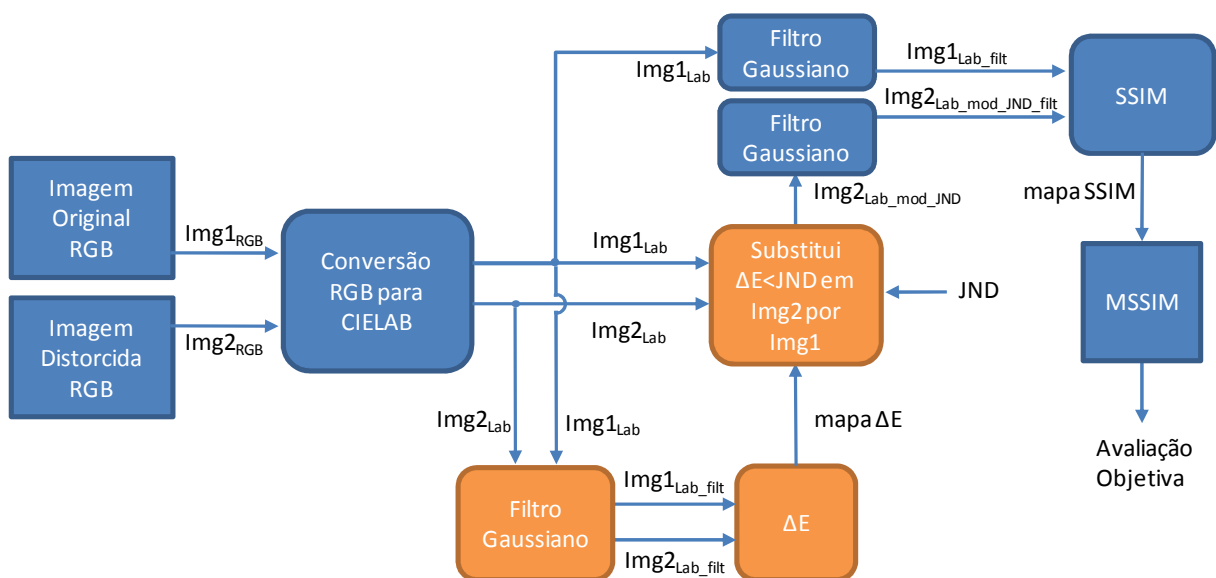 Filtro
Gaussiano
Img1Lab_filt
Img1Lab
SSIM
Img2Lab_mod_JND_filt
Filtro
Gaussiano
Imagem
Original
RGB
Img1RGB
Img2Lab_mod_JND
mapa SSIM
Conversão
RGB para
CIELAB
Img1Lab
Substitui
ΔE<JND em
Img2 por
Img1
JND
MSSIM
Imagem
Distorcida
RGB
Img2RGB
Img2Lab
Img2Lab
Img1Lab
mapa ΔE
Avaliação
Objetiva
Filtro
Gaussiano
Img1Lab_filt
Img2Lab_filt
ΔE